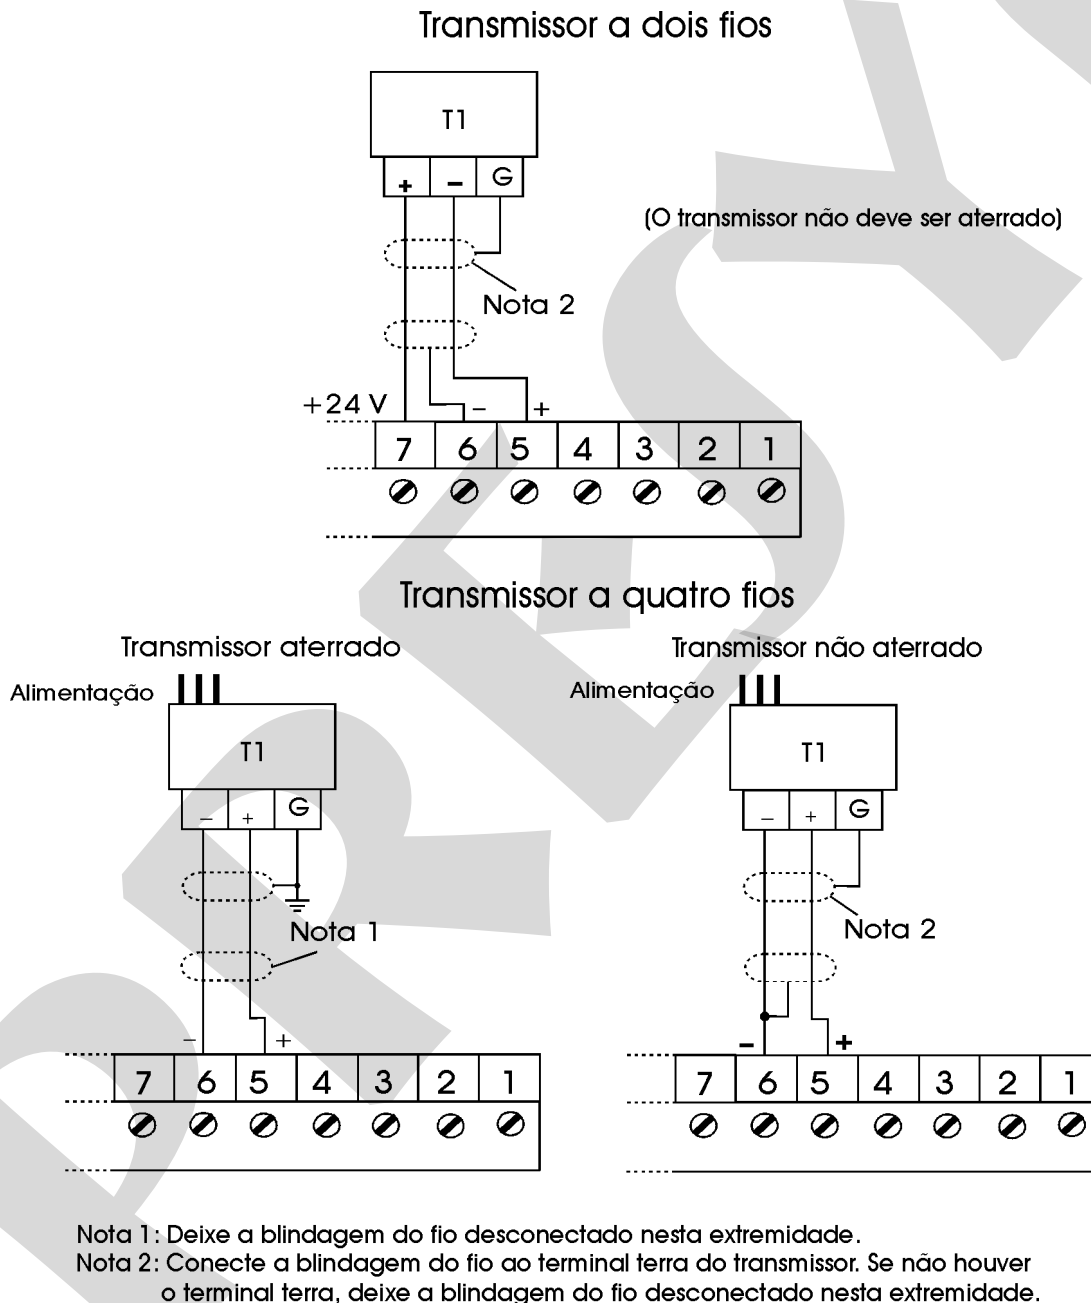 Transmissor a dois fios
T1
+ − G
(O transmissor não deve ser aterrado)
Nota 2
+24 V − +
7 6 5 4 3 2 1
Transmissor a quatro fios
Transmissor aterrado
Alimentação
T1
− + G
Nota 1
− +
7 6 5 4 3 2 1
Transmissor não aterrado
Alimentação
T1
− + G
Nota 2
− +
7 6 5 4 3 2 1
Nota 1: Deixe a blindagem do fio desconectado nesta extremidade.
Nota 2: Conecte a blindagem do fio ao terminal terra do transmissor. Se não houver
o terminal terra, deixe a blindagem do fio desconectado nesta extremidade.
PRESY